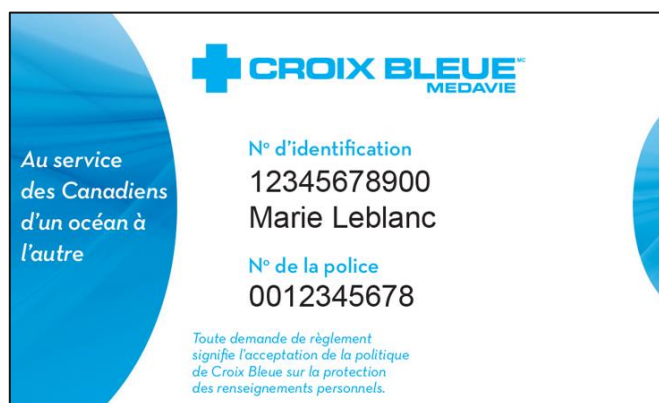 CROIX BLEUE MC
MEDAVIE
Au service
des Canadiens
d'un océan à
l'autre
Nº d'identification
12345678900
Marie Leblanc
Nº de la police
0012345678
Toute demande de règlement
signifie l'acceptation de la politique
de Croix Bleue sur la protection
des renseignements personnels.